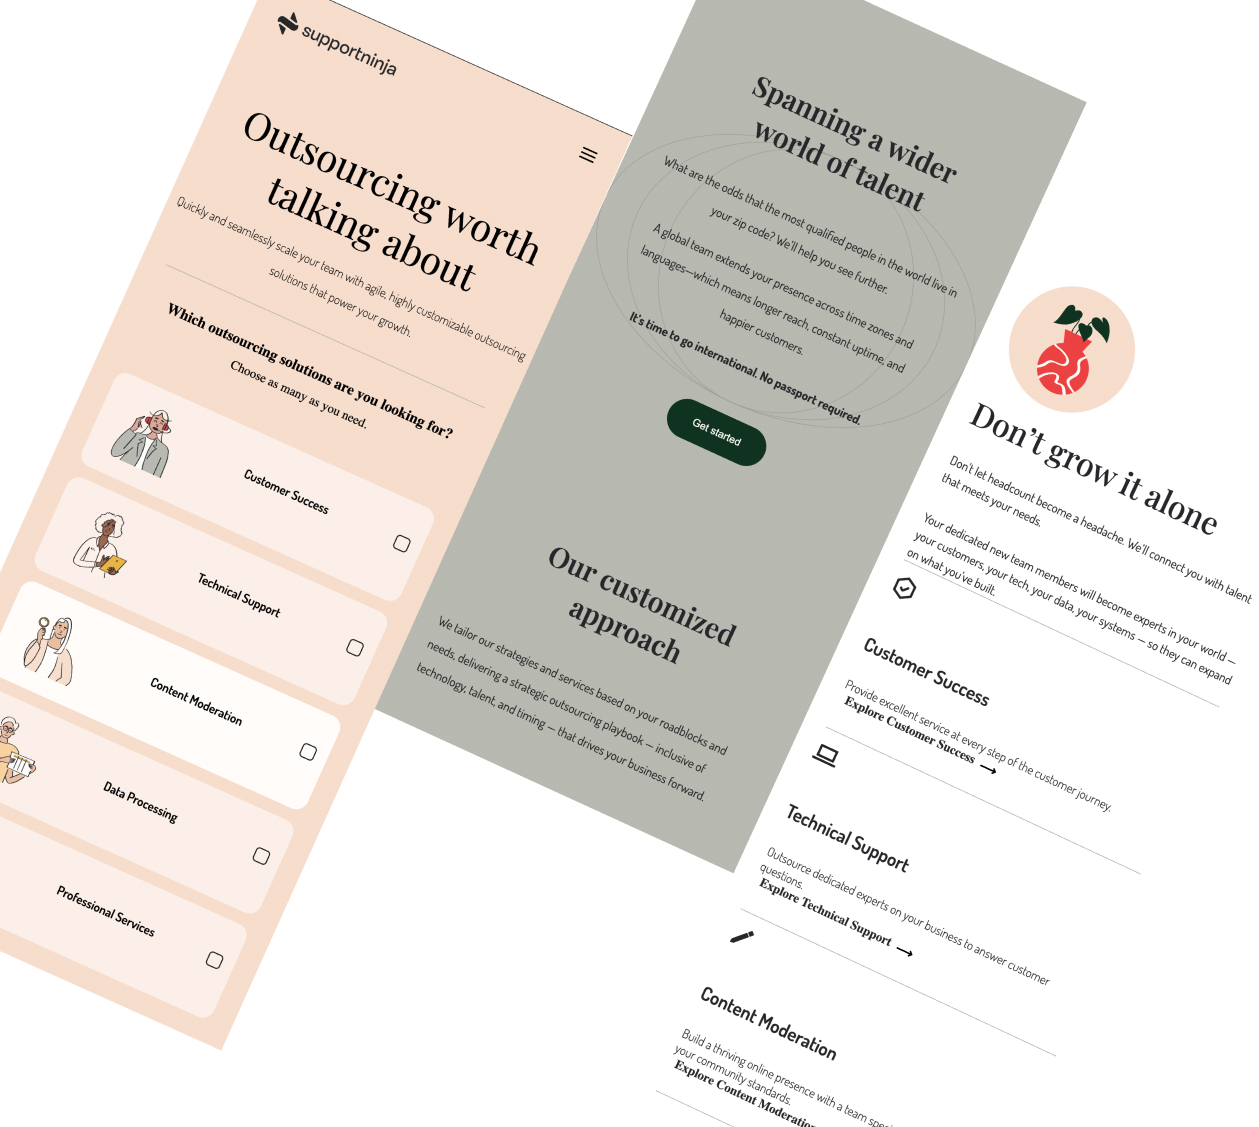 supportninja
Outsourcing worth
talking about
Quickly and seamlessly scale your team with agile, highly customizable outsourcing
solutions that power your growth.
Which outsourcing solutions are you looking for?
Choose as many as you need.
Customer Success
Technical Support
Content Moderation
Data Processing
Professional Services
Spanning a wider
world of talent
What are the odds that the most qualified people in the world live in
your zip code? We'll help you see further.
A global team extends your presence across time zones and
languages—which means longer reach, constant uptime, and
happier customers.
It's time to go international. No passport required.
Get started
Our customized
approach
We tailor our strategies and services based on your roadblocks and
needs, delivering a strategic outsourcing playbook — inclusive of
technology, talent, and timing — that drives your business forward.
Don't grow it alone
Don't let headcount become a headache. We'll connect you with talent
that meets your needs.
Your dedicated new team members will become experts in your world —
your customers, your tech, your data, your systems — so they can expand
on what you've built.
Customer Success
Provide excellent service at every step of the customer journey.
Explore Customer Success →
Technical Support
Outsource dedicated experts on your business to answer customer
questions.
Explore Technical Support →
Content Moderation
Build a thriving online presence with a team
your community standards.
Explore Content Moderation